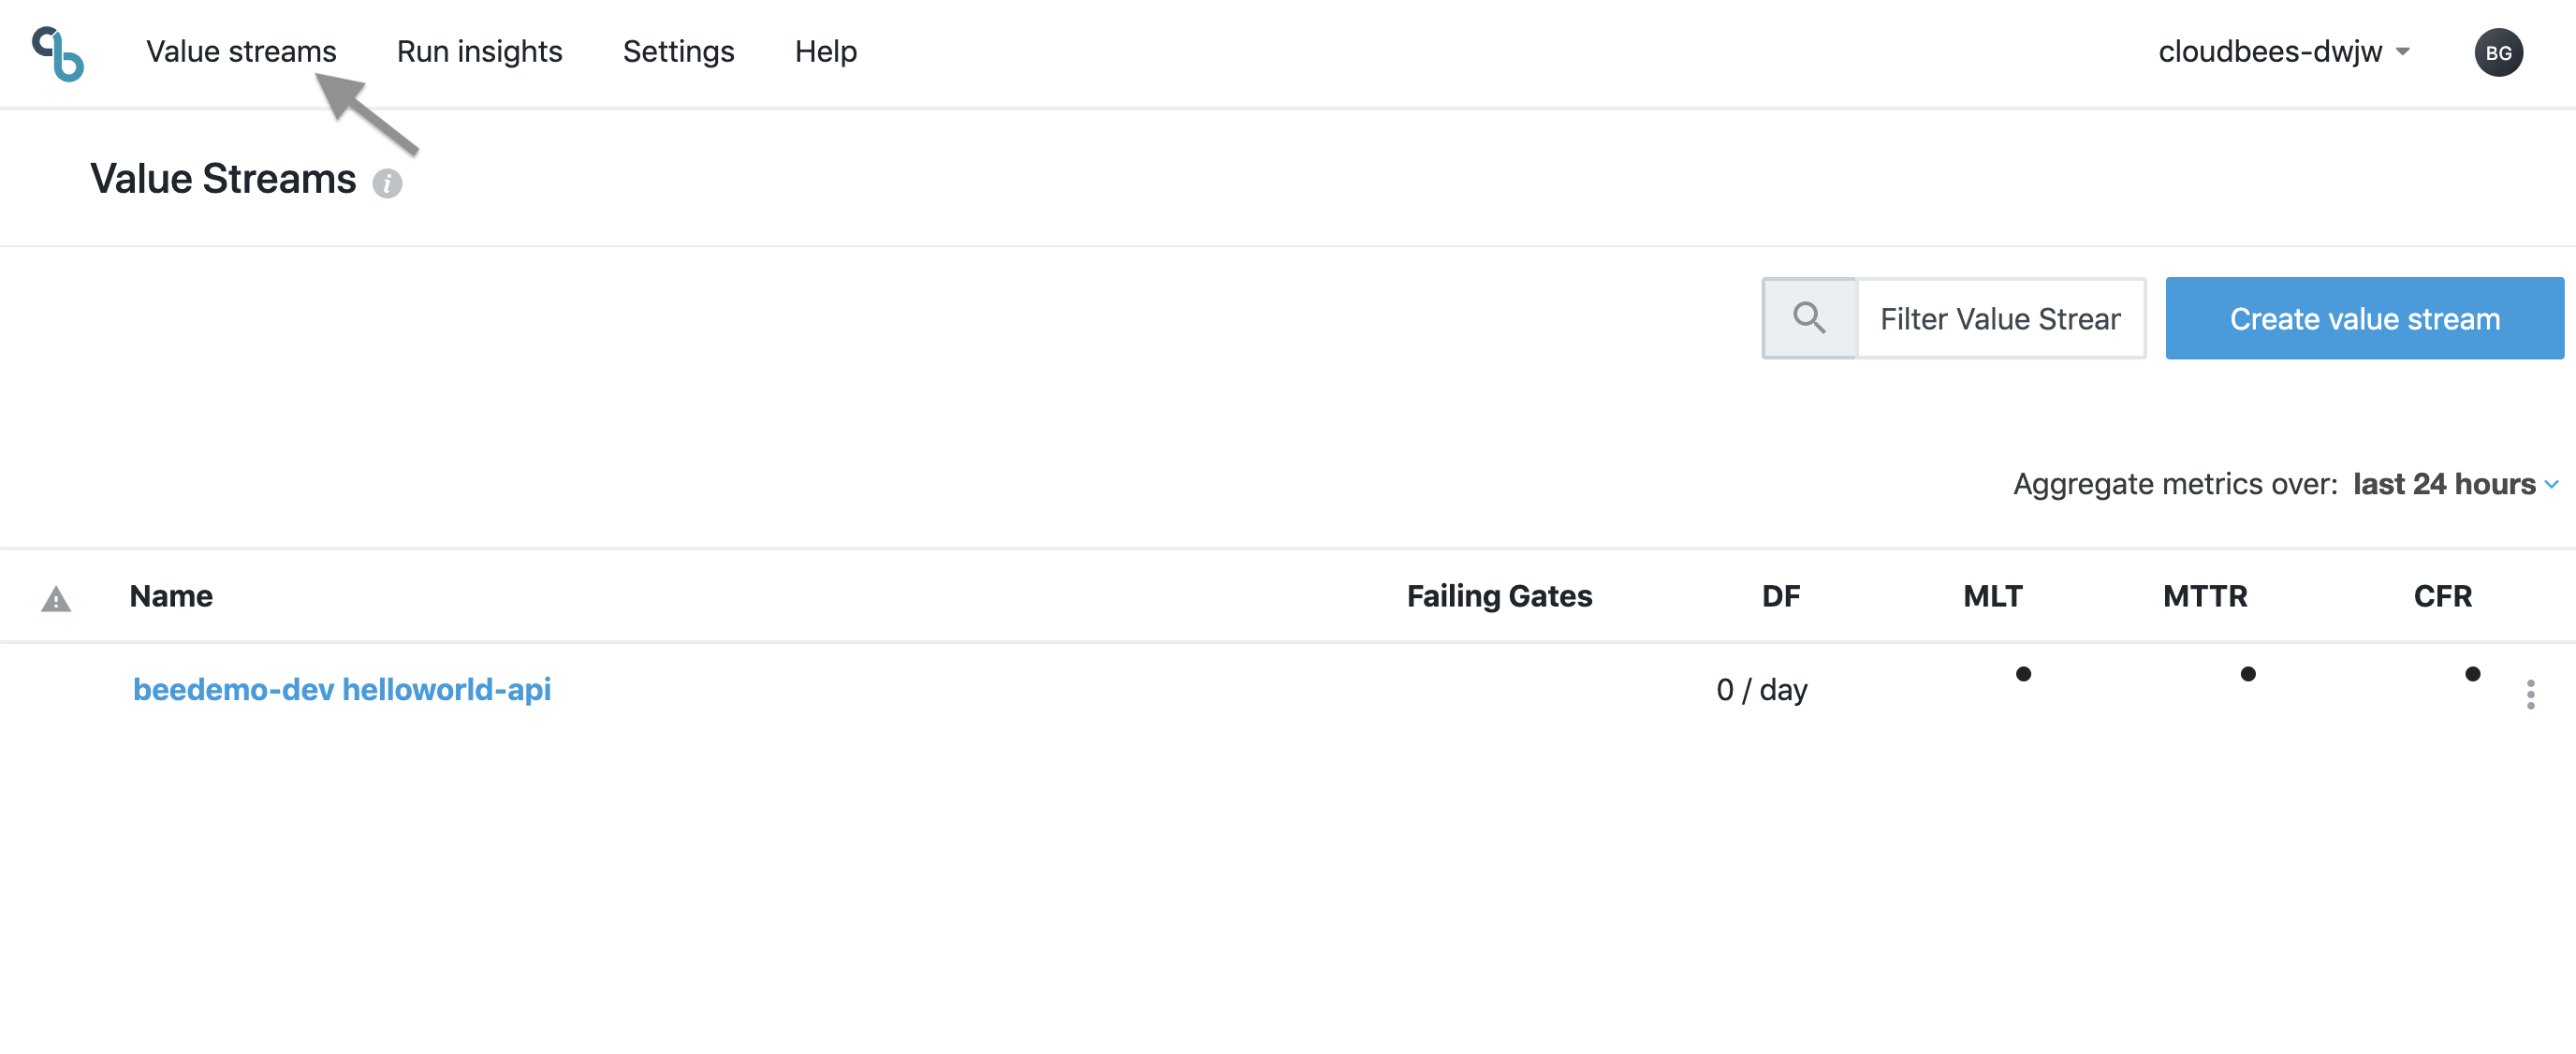 Value streams Run insights Settings Help cloudbees-dwjw BG
Value Streams i
Filter Value Strear Create value stream
Aggregate metrics over: last 24 hours
Name Failing Gates DF MLT MTTR CFR
beedemo-dev helloworld-api 0 / day